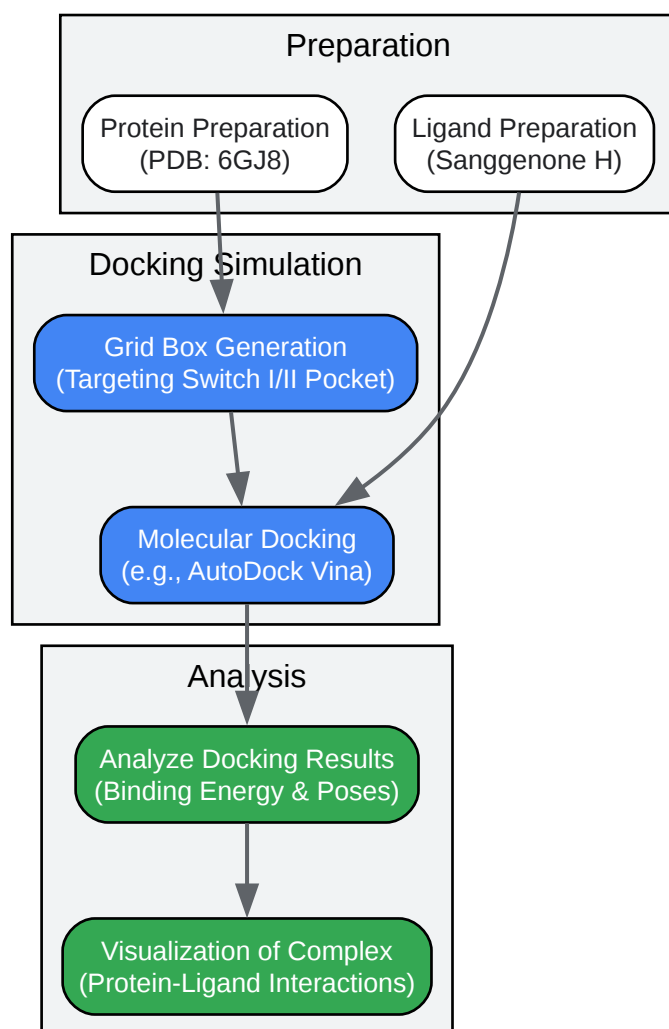 Preparation
Protein Preparation
(PDB: 6GJ8)
Ligand Preparation
(Sanggenone H)
Docking Simulation
Grid Box Generation
(Targeting Switch I/II Pocket)
Molecular Docking
(e.g., AutoDock Vina)
Analysis
Analyze Docking Results
(Binding Energy & Poses)
Visualization of Complex
(Protein-Ligand Interactions)